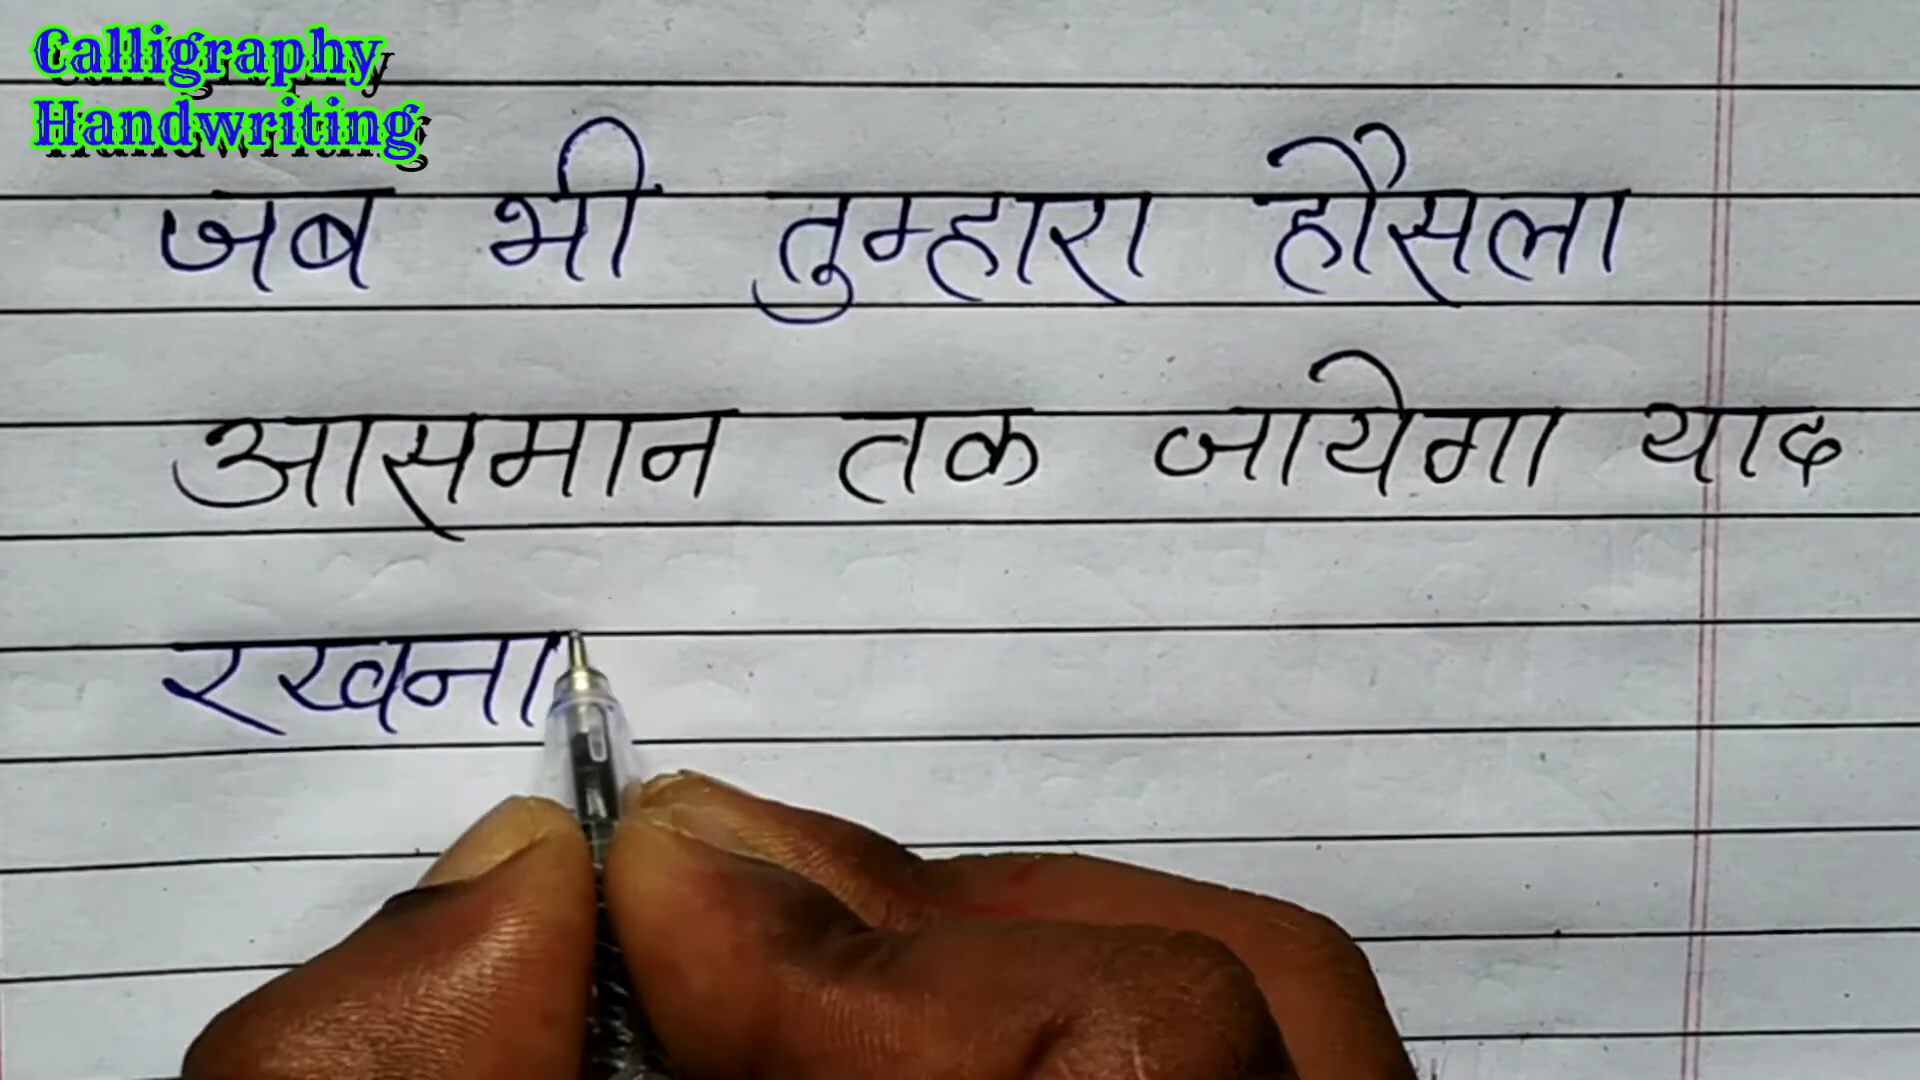 Calligraphy
Handwriting
जब भी तुम्हारा हौसला
आसमान तक जायेगा याद
रखना